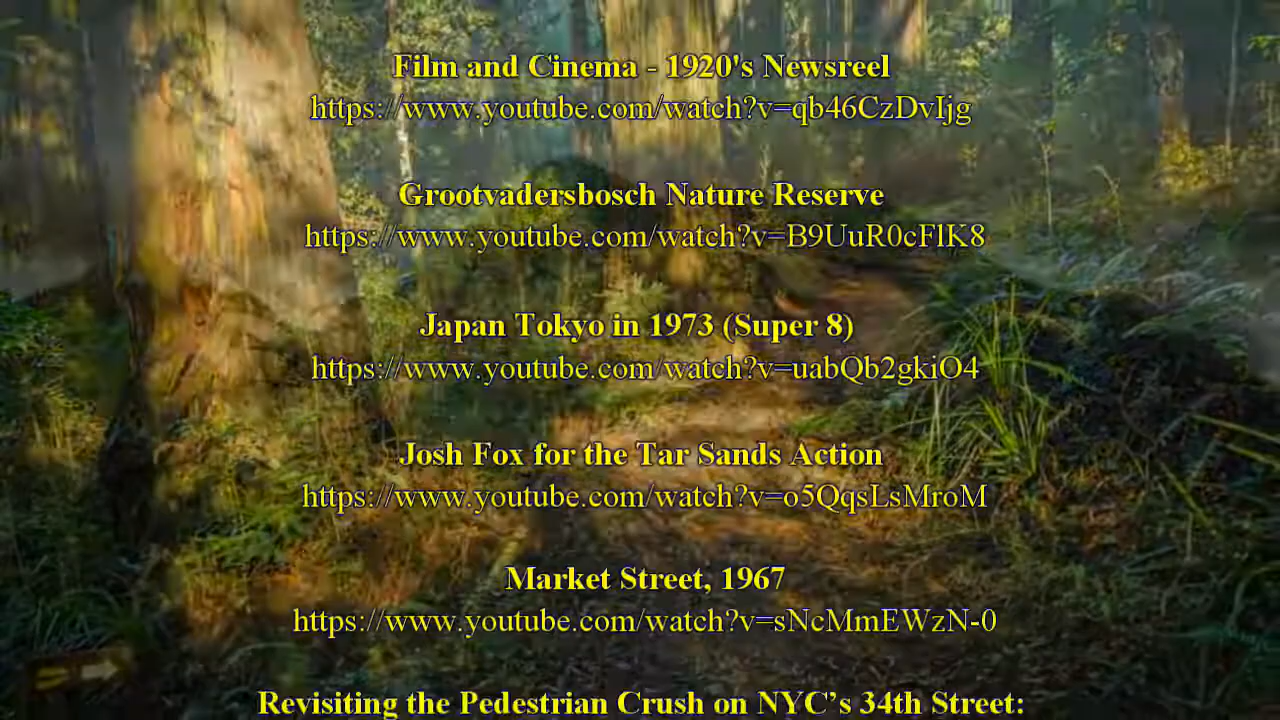 Film and Cinema - 1920's Newsreel
https://www.youtube.com/watch?v=qb46CzDvIjg
Grootvadersbosch Nature Reserve
https://www.youtube.com/watch?v=B9UuR0cFlK8
Japan Tokyo in 1973 (Super 8)
https://www.youtube.com/watch?v=uabQb2gkiO4
Josh Fox for the Tar Sands Action
https://www.youtube.com/watch?v=o5QqsLsMroM
Market Street, 1967
https://www.youtube.com/watch?v=sNcMmEWzN-0
Revisiting the Pedestrian Crush on NYC’s 34th Street: